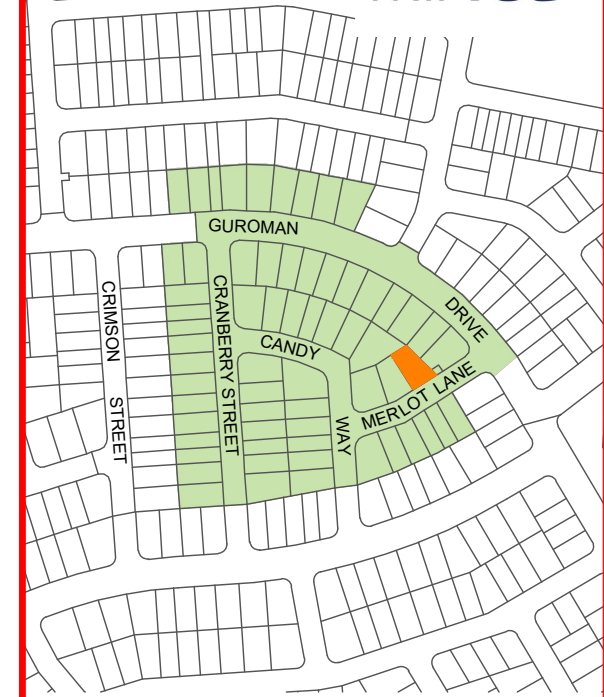 GUROMAN
DRIVE
CRIMSON
STREET
CRANBERRY STREET
CANDY
WAY
MERLOT LANE